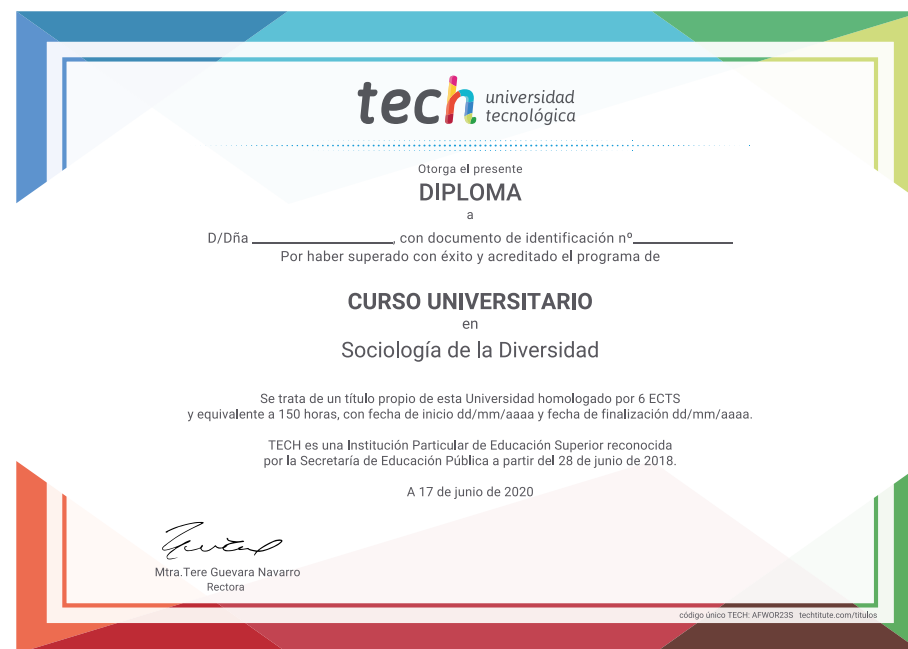 tech universidad
tecnológica
Otorga el presente
DIPLOMA
a
D/Dña ____________________, con documento de identificación nº______________
Por haber superado con éxito y acreditado el programa de
CURSO UNIVERSITARIO
en
Sociología de la Diversidad
Se trata de un título propio de esta Universidad homologado por 6 ECTS
y equivalente a 150 horas, con fecha de inicio dd/mm/aaaa y fecha de finalización dd/mm/aaaa.
TECH es una Institución Particular de Educación Superior reconocida
por la Secretaría de Educación Pública a partir del 28 de junio de 2018.
A 17 de junio de 2020
Mtra.Tere Guevara Navarro
Rectora
código único TECH: AFWOR23S techtitute.com/titulos